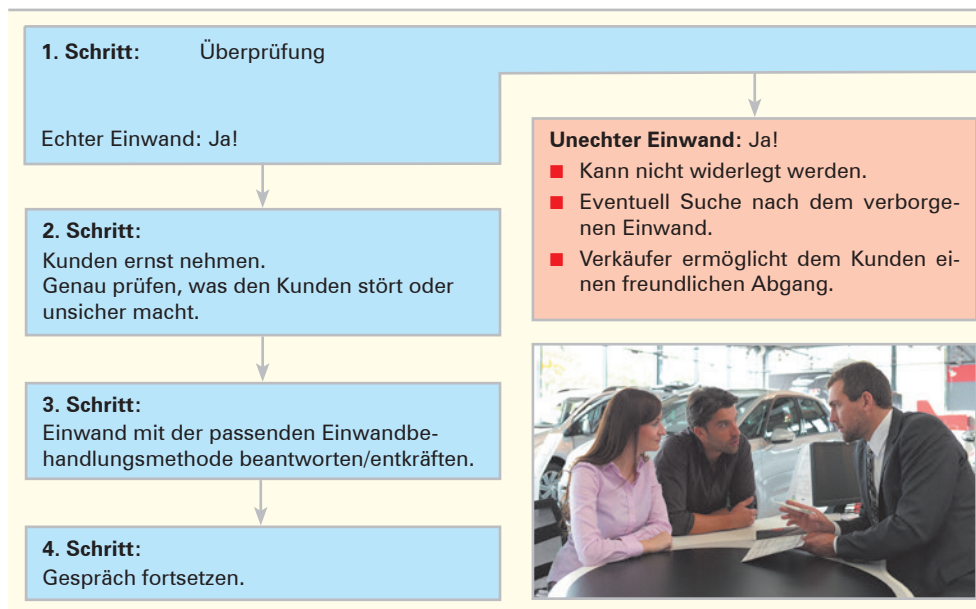 1. Schritt: Überprüfung
Echter Einwand: Ja!
Unechter Einwand: Ja!
■ Kann nicht widerlegt werden.
■ Eventuell Suche nach dem verborge-
nen Einwand.
■ Verkäufer ermöglicht dem Kunden ei-
nen freundlichen Abgang.
2. Schritt:
Kunden ernst nehmen.
Genau prüfen, was den Kunden stört oder
unsicher macht.
3. Schritt:
Einwand mit der passenden Einwandbe-
handlungsmethode beantworten/entkräften.
4. Schritt:
Gespräch fortsetzen.